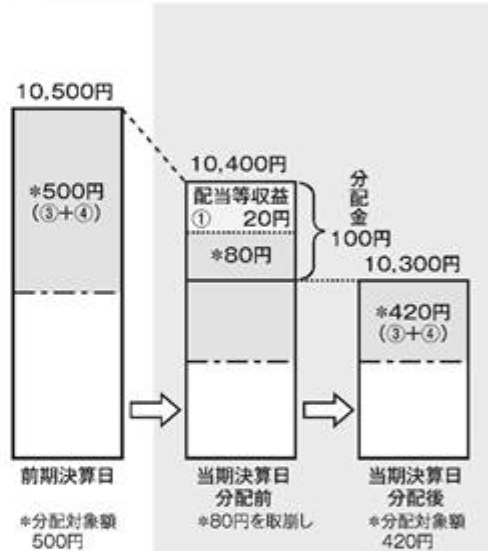 10,500円
*500円
(③+④)
前期決算日
*分配対象額
500円
10,400円
配当等収益
① 20円
*80円
分配金
100円
当期決算日
分配前
*80円を取崩し
10,300円
*420円
(③+④)
当期決算日
分配後
*分配対象額
420円